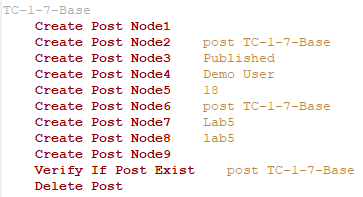 TC-1-7-Base
Create Post Node1
Create Post Node2 post TC-1-7-Base
Create Post Node3 Published
Create Post Node4 Demo User
Create Post Node5 18
Create Post Node6 post TC-1-7-Base
Create Post Node7 Lab5
Create Post Node8 lab5
Create Post Node9
Verify If Post Exist post TC-1-7-Base
Delete Post